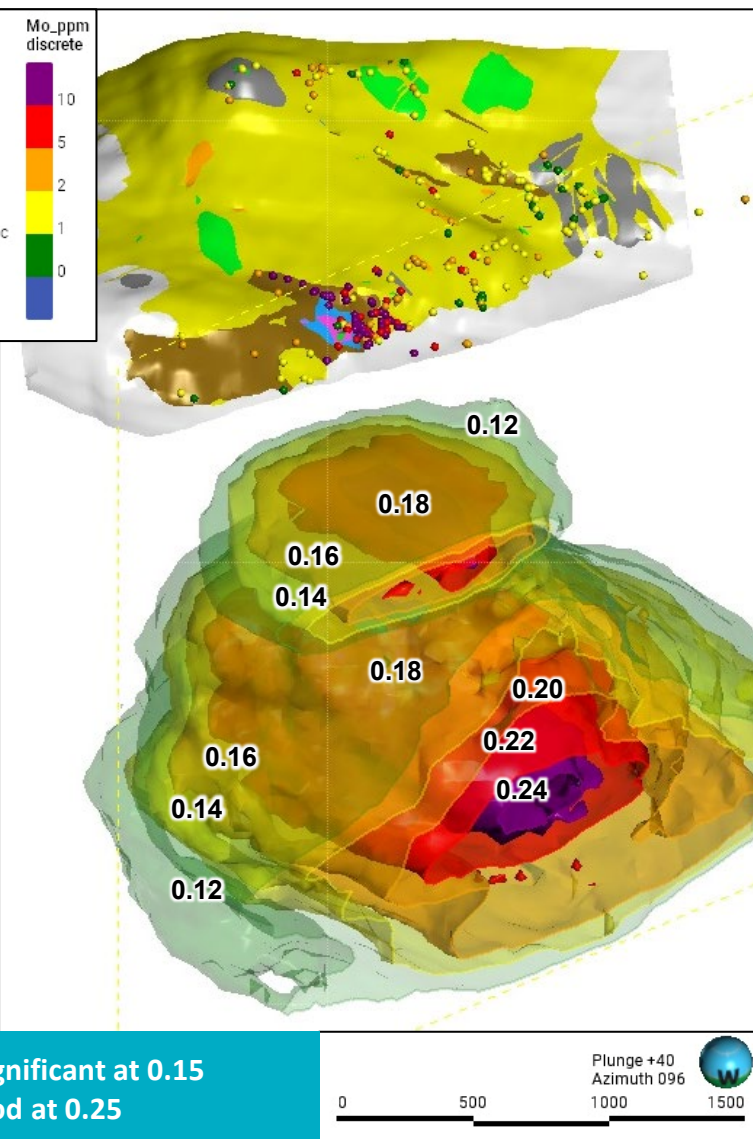 Mo_ppm
discrete
10
5
2
1
0
c
0.12
0.18
0.16
0.14
0.18
0.20
0.22
0.16
0.24
0.14
0.12
gnificant at 0.15
od at 0.25
Plunge +40
Azimuth 096
W
0 500 1000 1500